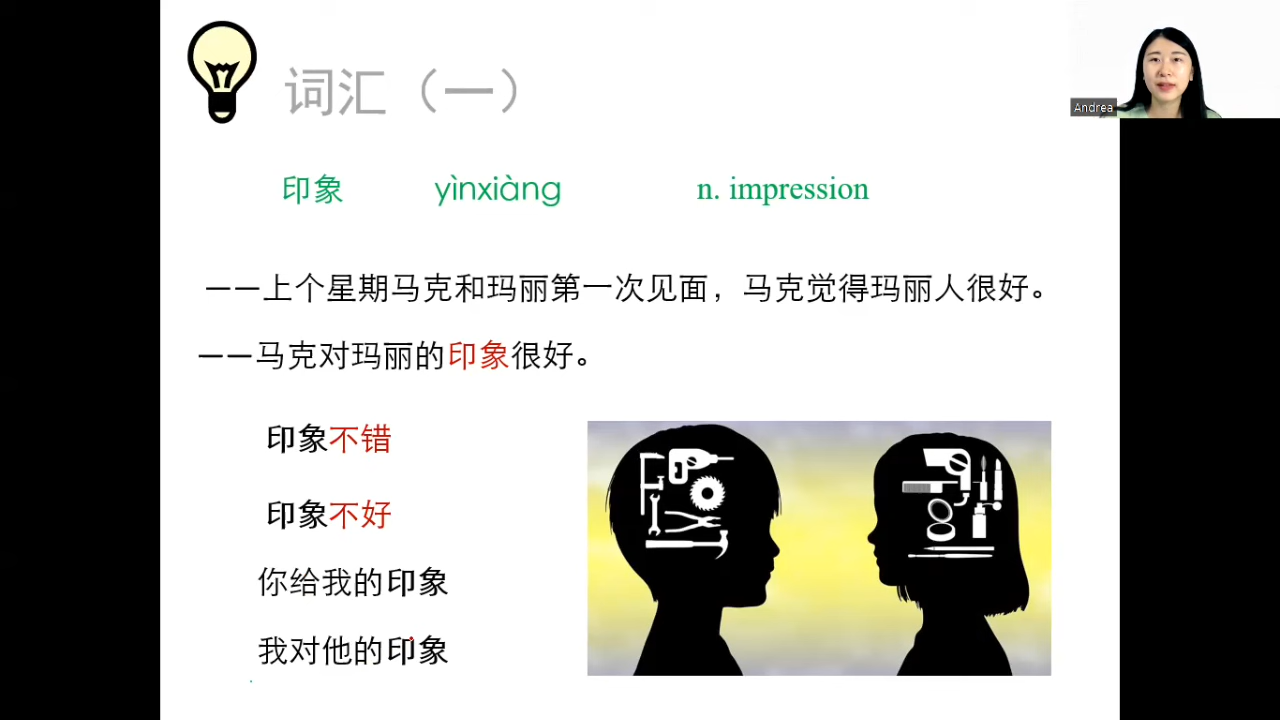 词汇（一）
Andrea
印象 yìnxiàng n. impression
——上个星期马克和玛丽第一次见面，马克觉得玛丽人很好。
——马克对玛丽的印象很好。
印象不错
印象不好
你给我的印象
我对他的印象